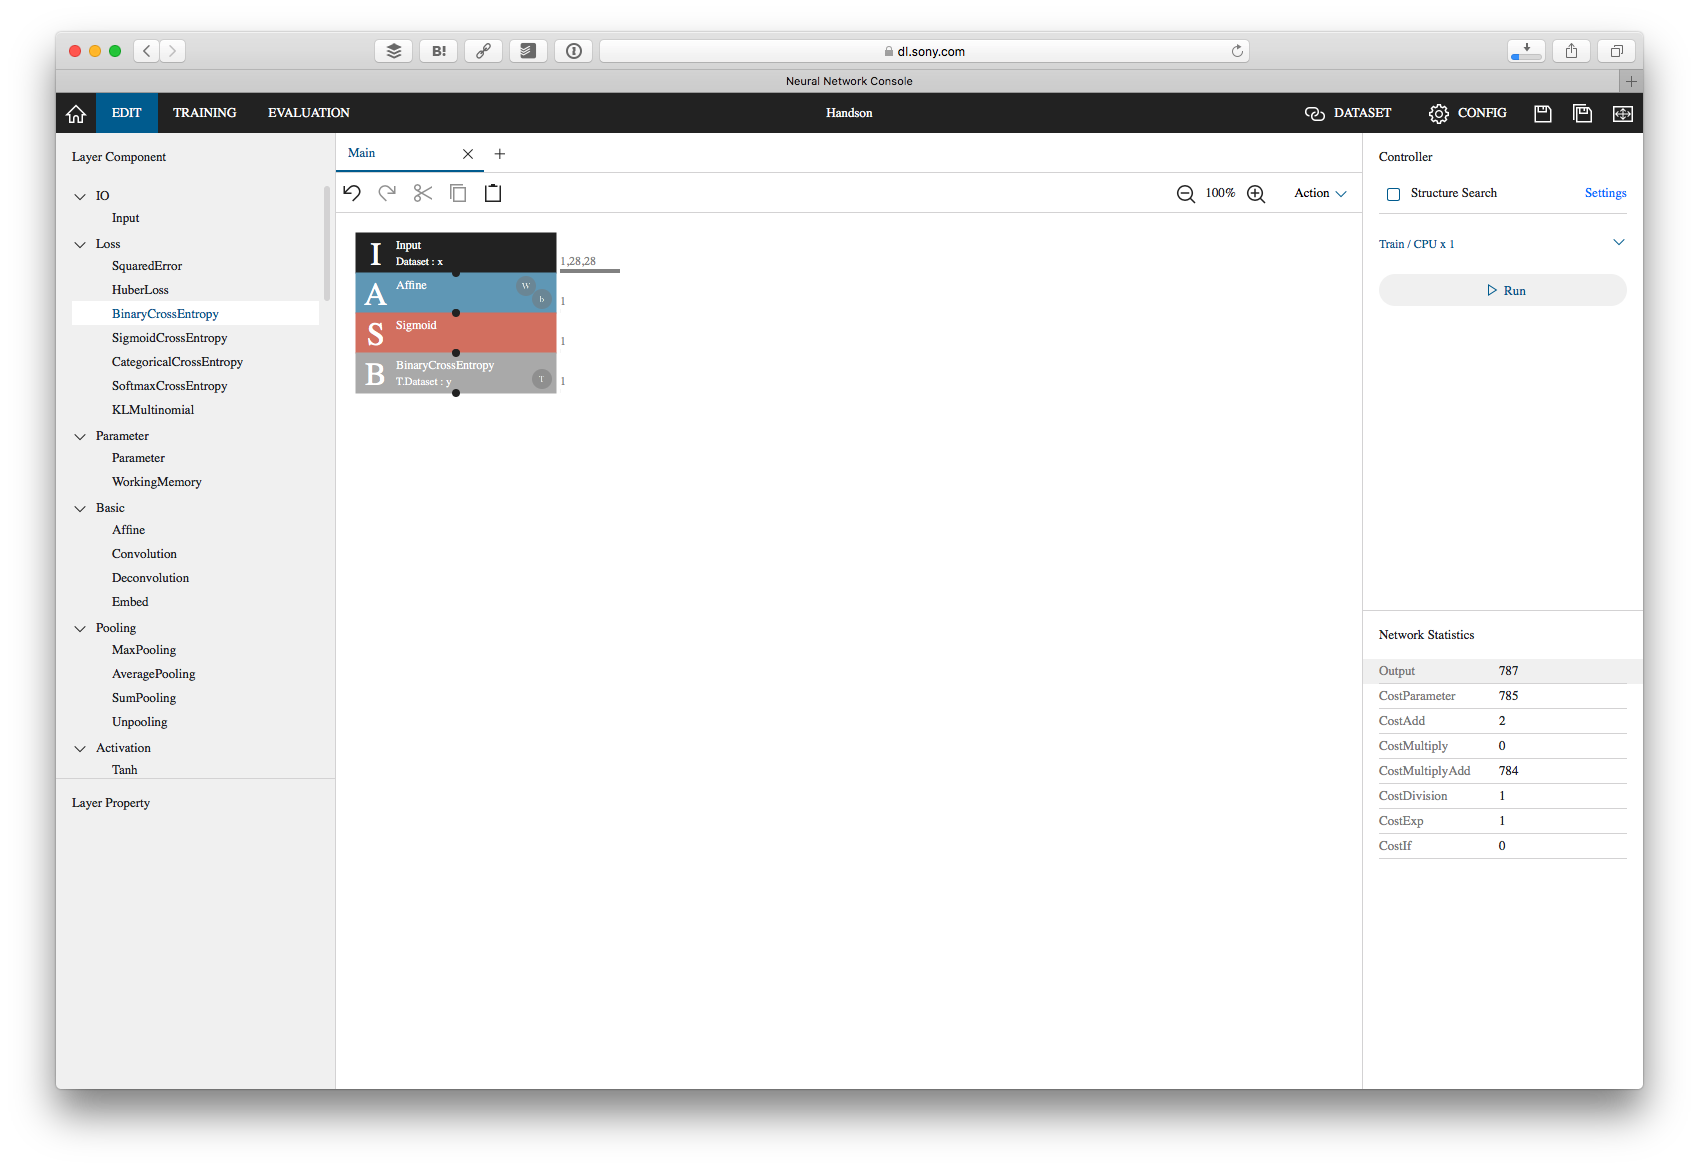 B!
dl.sony.com
Neural Network Console
EDIT
TRAINING
EVALUATION
Handson
DATASET
CONFIG
Layer Component
IO
Input
Loss
SquaredError
HuberLoss
BinaryCrossEntropy
SigmoidCrossEntropy
CategoricalCrossEntropy
SoftmaxCrossEntropy
KLMultinomial
Parameter
Parameter
WorkingMemory
Basic
Affine
Convolution
Deconvolution
Embed
Pooling
MaxPooling
AveragePooling
SumPooling
Unpooling
Activation
Tanh
Layer Property
Main
100%
Action
I
Input
Dataset : x
1,28,28
A
Affine
W
b
1
S
Sigmoid
1
B
BinaryCrossEntropy
T.Dataset : y
T
1
Controller
Structure Search
Settings
Train / CPU x 1
Run
Network Statistics
Output 787
CostParameter 785
CostAdd 2
CostMultiply 0
CostMultiplyAdd 784
CostDivision 1
CostExp 1
CostIf 0